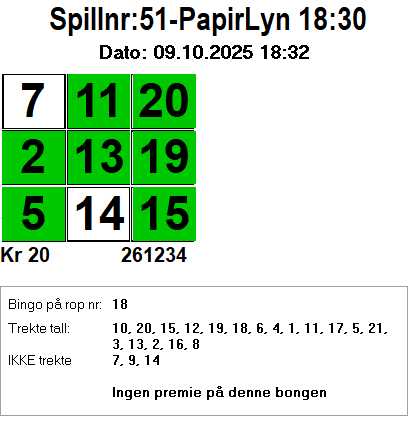 Spillnr:51-PapirLyn 18:30
Dato: 09.10.2025 18:32
7 11 20
2 13 19
5 14 15
Kr 20 261234
Bingo på rop nr: 18
Trekte tall: 10, 20, 15, 12, 19, 18, 6, 4, 1, 11, 17, 5, 21,
3, 13, 2, 16, 8
IKKE trekte 7, 9, 14
Ingen premie på denne bongen